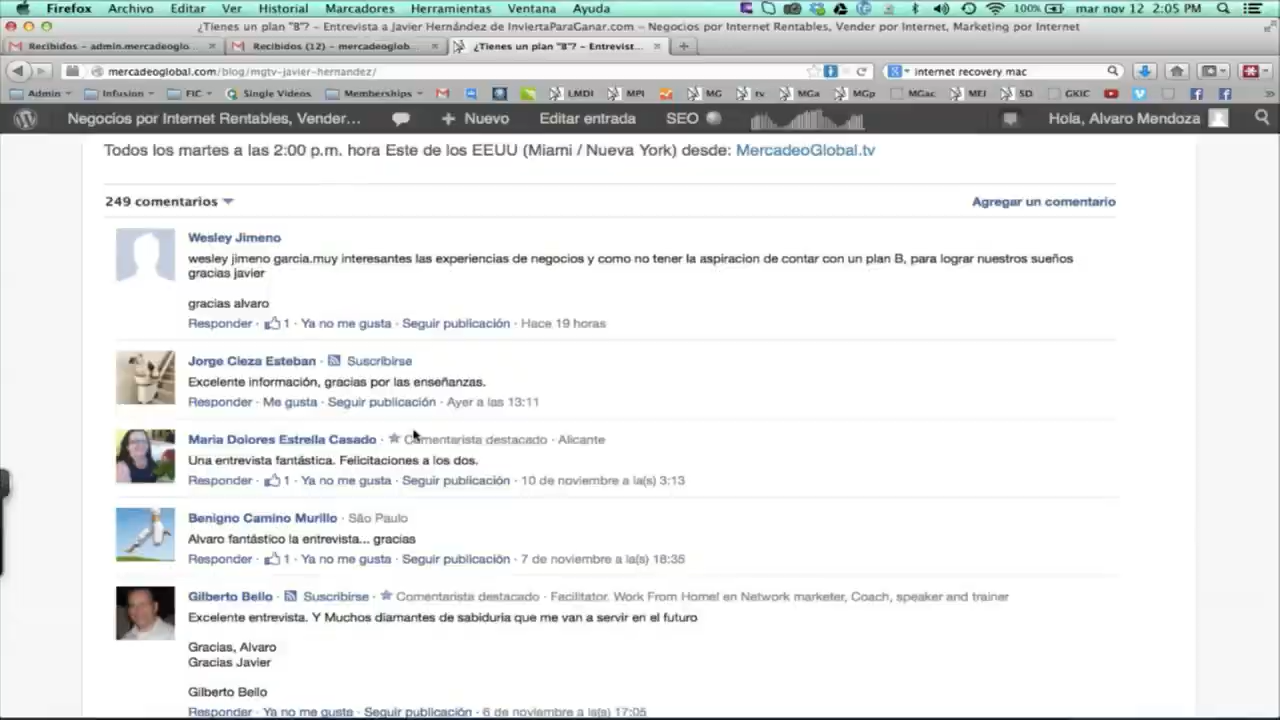 Firefox Archivo Editar Ver Historial Marcadores Herramientas Ventana Ayuda 100% mar nov 12 2:05 PM
¿Tienes un plan "B"? – Entrevista a Javier Hernández de InviertaParaGanar.com – Negocios por Internet Rentables, Vender por Internet, Marketing por Internet
Recibidos – admin.mercadeoglo... Recibidos (12) – mercadeoglob... ¿Tienes un plan "B"? – Entrevist...
mercadeoglobal.com/blog/mgtv-javier-hernandez/ internet recovery mac
Admin Infusion FIC Single Videos Memberships LMDI MPI MG tv MGa MGp MGac MEI SD GKIC
Negocios por Internet Rentables, Vender... Nuevo Editar entrada SEO Hola, Alvaro Mendoza
Todos los martes a las 2:00 p.m. hora Este de los EEUU (Miami / Nueva York) desde: MercadeoGlobal.tv
249 comentarios Agregar un comentario
Wesley Jimeno
wesley jimeno garcia.muy interesantes las experiencias de negocios y como no tener la aspiracion de contar con un plan B, para lograr nuestros sueños
gracias javier
gracias alvaro
Responder · 1 · Ya no me gusta · Seguir publicación · Hace 19 horas
Jorge Cieza Esteban · Suscribirse
Excelente información, gracias por las enseñanzas.
Responder · Me gusta · Seguir publicación · Ayer a las 13:11
Maria Dolores Estrella Casado · Comentarista destacado · Alicante
Una entrevista fantástica. Felicitaciones a los dos.
Responder · 1 · Ya no me gusta · Seguir publicación · 10 de noviembre a la(s) 3:13
Benigno Camino Murillo · São Paulo
Alvaro fantástico la entrevista... gracias
Responder · 1 · Ya no me gusta · Seguir publicación · 7 de noviembre a la(s) 18:35
Gilberto Bello · Suscribirse · Comentarista destacado · Facilitator. Work From Home! en Network marketer, Coach, speaker and trainer
Excelente entrevista. Y Muchos diamantes de sabiduria que me van a servir en el futuro
Gracias, Alvaro
Gracias Javier
Gilberto Bello
Responder · Ya no me gusta · Seguir publicación · 6 de noviembre a la(s) 17:05